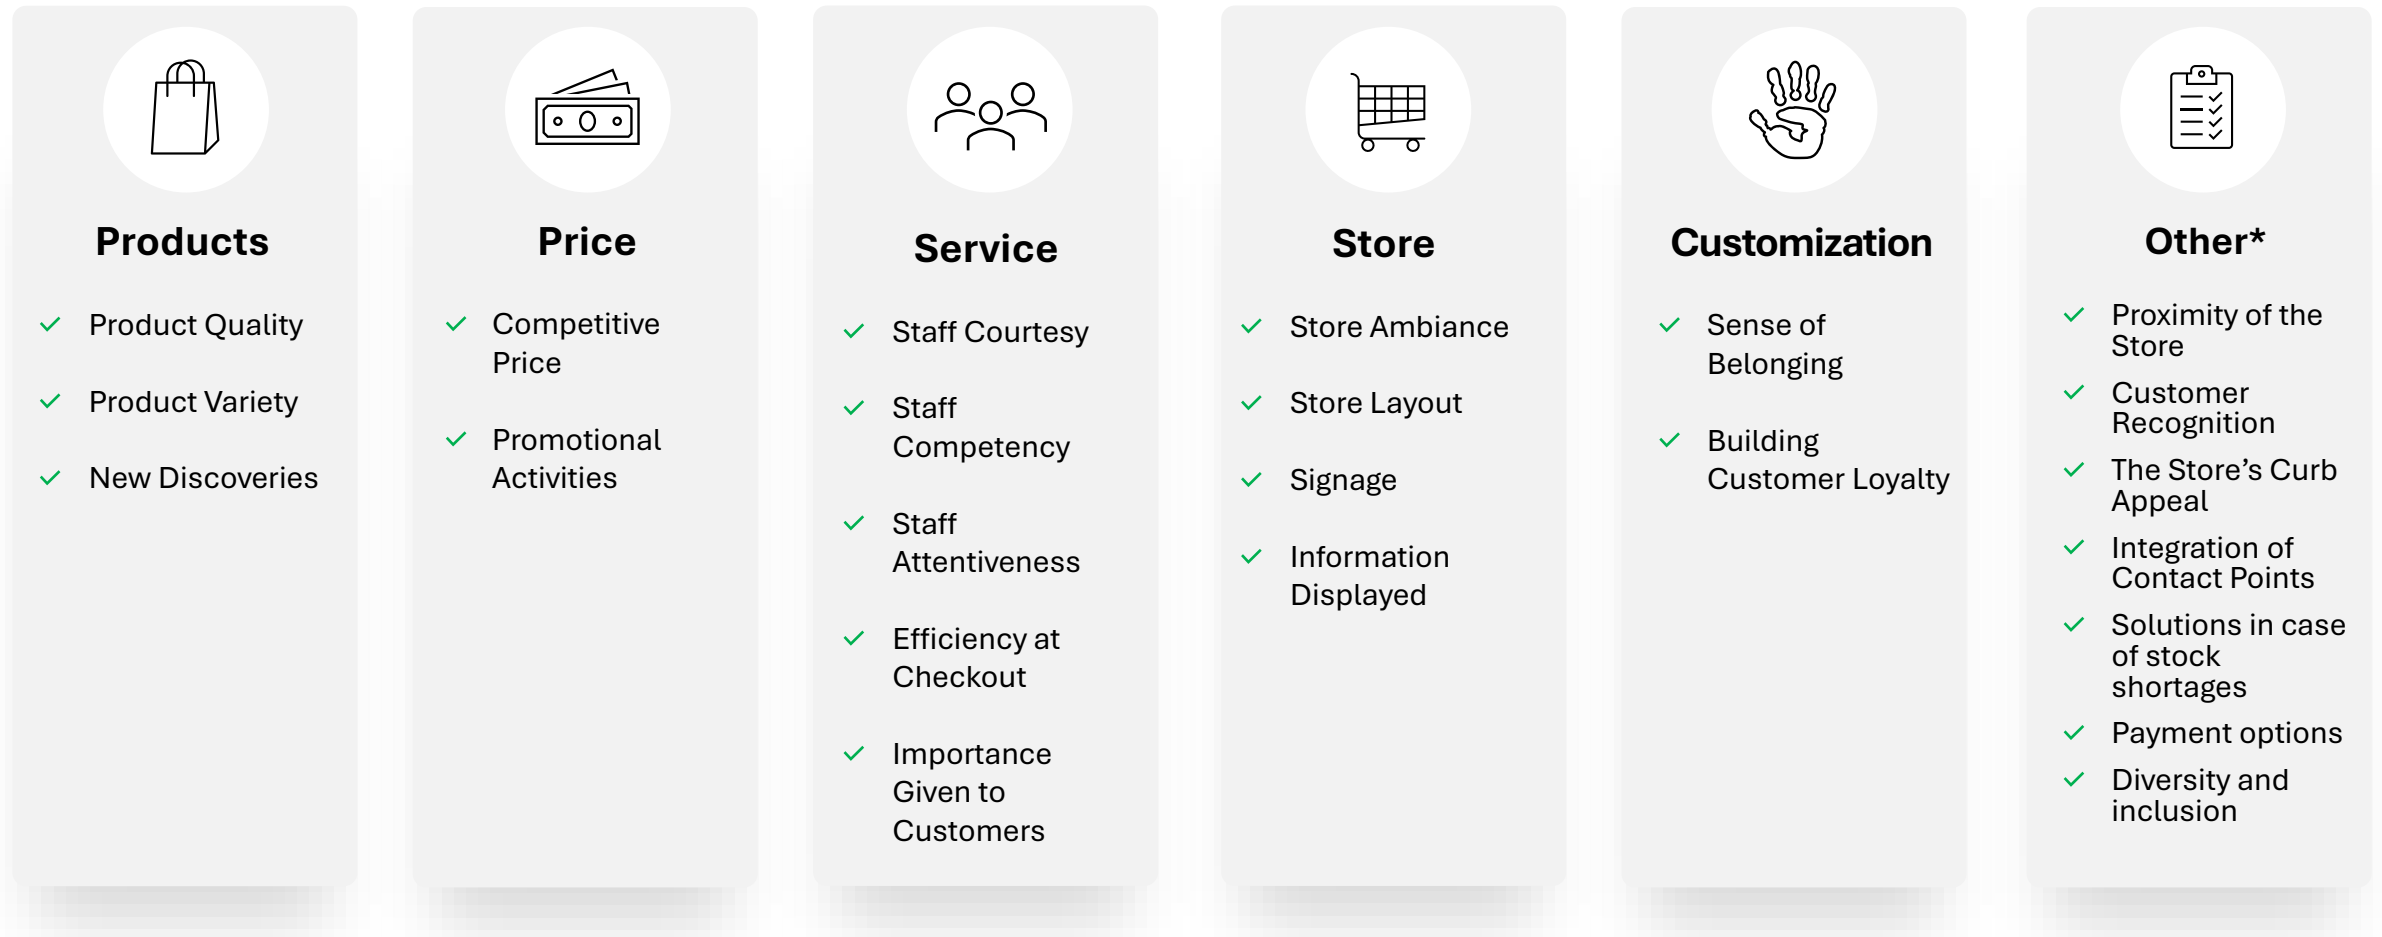 Products
Product Quality
Product Variety
New Discoveries
Price
Competitive
Price
Promotional
Activities
Service
Staff Courtesy
Staff
Competency
Staff
Attentiveness
Efficiency at
Checkout
Importance
Given to
Customers
Store
Store Ambiance
Store Layout
Signage
Information
Displayed
Customization
Sense of
Belonging
Building
Customer Loyalty
Other*
Proximity of the
Store
Customer
Recognition
The Store’s Curb
Appeal
Integration of
Contact Points
Solutions in case
of stock
shortages
Payment options
Diversity and
inclusion